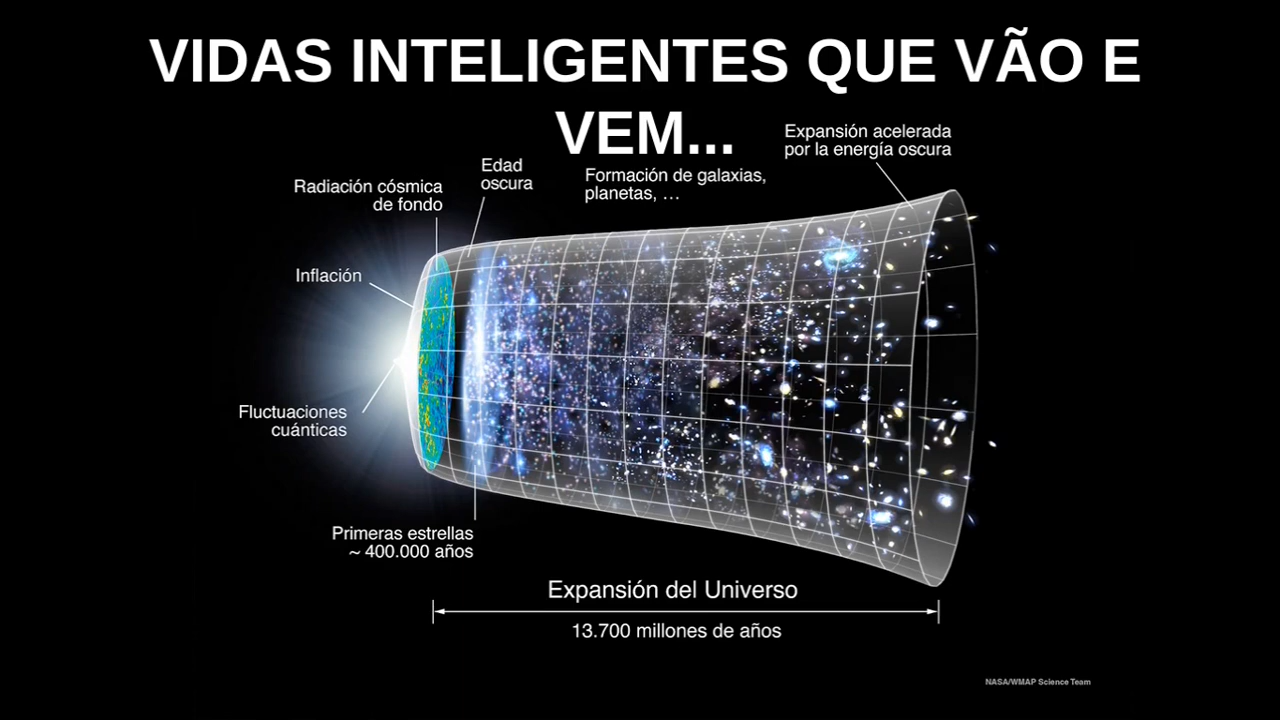 VIDAS INTELIGENTES QUE VÃO E
VEM...
Expansión acelerada
por la energía oscura
Edad
oscura
Formación de galaxias,
planetas, …
Radiación cósmica
de fondo
Inflación
Fluctuaciones
cuánticas
Primeras estrellas
~ 400.000 años
Expansión del Universo
13.700 millones de años
NASA/WMAP Science Team